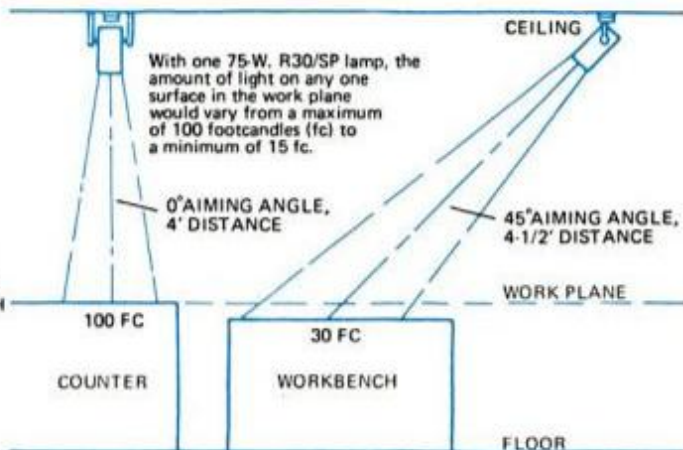 CEILING
With one 75-W. R30/SP lamp, the
amount of light on any one
surface in the work plane
would vary from a maximum
of 100 footcandles (fc) to
a minimum of 15 fc.
0°AIMING ANGLE,
4' DISTANCE
45°AIMING ANGLE,
4-1/2' DISTANCE
WORK PLANE
100 FC
30 FC
COUNTER
WORKBENCH
FLOOR